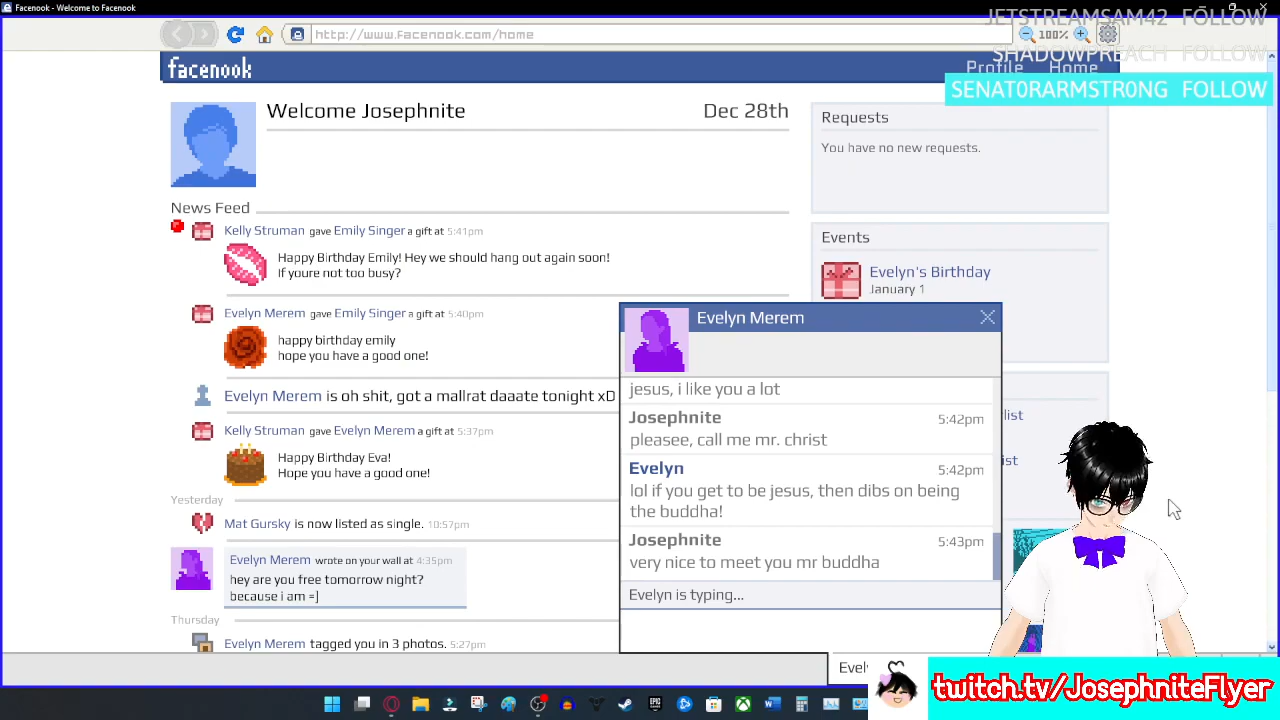 Facenook - Welcome to Facenook
JETSTREAMSAM42 FOLLOW
http://www.facenook.com/home
100%
SHADOWPREACH FOLLOW
facenook
Profile
Home
SENAT0RARMSTR0NG FOLLOW
Welcome Josephnite
Dec 28th
Requests
You have no new requests.
News Feed
Kelly Struman gave Emily Singer a gift at 5:41pm
Happy Birthday Emily! Hey we should hang out again soon!
If youre not too busy?
Events
Evelyn's Birthday
January 1
Evelyn Merem gave Emily Singer a gift at 5:40pm
happy birthday emily
hope you have a good one!
Evelyn Merem is oh shit, got a mallrat daaate tonight xD
Kelly Struman gave Evelyn Merem a gift at 5:37pm
Happy Birthday Eva!
Hope you have a good one!
Yesterday
Mat Gursky is now listed as single. 10:57pm
Evelyn Merem wrote on your wall at 4:35pm
hey are you free tomorrow night?
because i am =]
Thursday
Evelyn Merem tagged you in 3 photos. 5:27pm
Evelyn Merem
jesus, i like you a lot
Josephnite 5:42pm
pleasee, call me mr. christ
Evelyn 5:42pm
lol if you get to be jesus, then dibs on being
the buddha!
Josephnite 5:43pm
very nice to meet you mr buddha
Evelyn is typing...
list
ist
Evel
twitch.tv/JosephniteFlyer